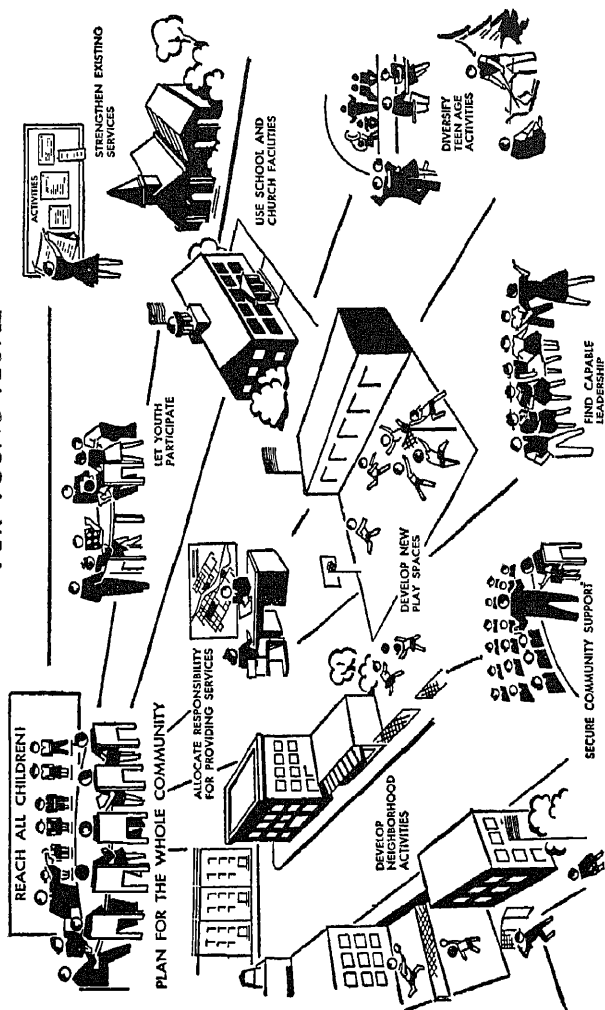 REACH ALL CHILDREN!
PLAN FOR THE WHOLE COMMUNITY
LET YOUTH
PARTICIPATE
ACTIVITIES
STRENGTHEN EXISTING
SERVICES
ALLOCATE RESPONSIBILITY
FOR PROVIDING SERVICES
USE SCHOOL AND
CHURCH FACILITIES
DEVELOP
NEIGHBORHOOD
ACTIVITIES
DEVELOP NEW
PLAY SPACES
DIVERSIFY
TEEN AGE
ACTIVITIES
SECURE COMMUNITY SUPPORT
FIND CAPABLE
LEADERSHIP